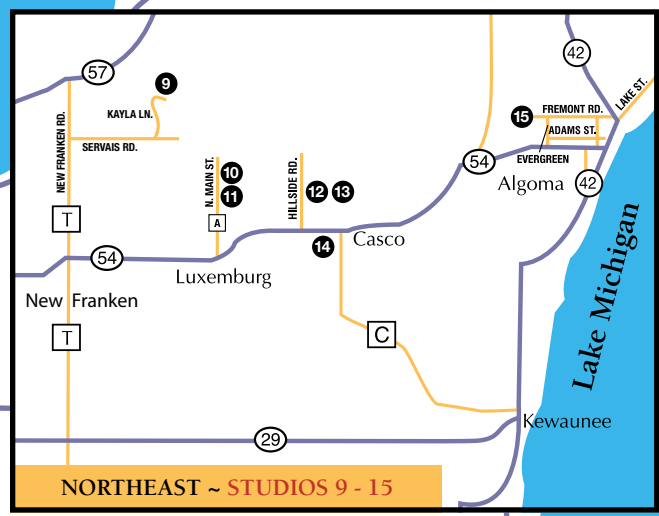 42
57
9
LAKE ST.
FREMONT RD.
15
KAYLA LN.
NEW FRANKEN RD.
ADAMS ST.
SERVAIS RD.
EVERGREEN
54
N. MAIN ST.
10
HILLSIDE RD.
12
13
11
Algoma
42
T
A
Casco
14
54
Luxemburg
New Franken
Lake Michigan
T
C
Kewaunee
29
NORTHEAST ~ STUDIOS 9 - 15